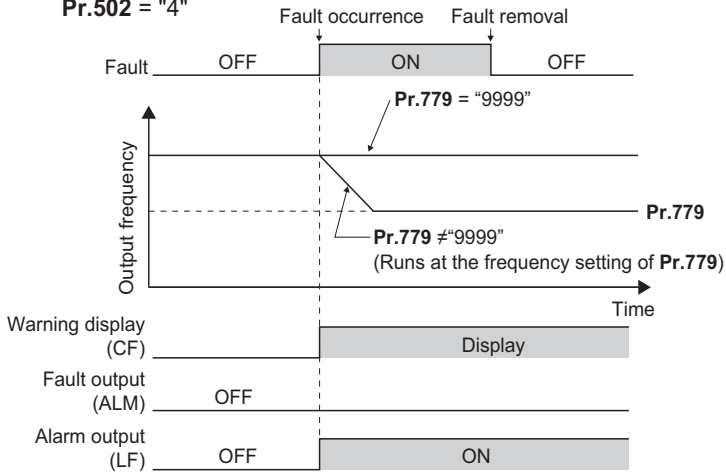 Pr.502 = "4"
Fault occurrence Fault removal
Fault OFF ON OFF
Pr.779 = “9999”
Output frequency
Pr.779
Pr.779 ≠“9999”
(Runs at the frequency setting of Pr.779)
Time
Warning display
(CF)
Display
Fault output
(ALM)
OFF
Alarm output
(LF)
OFF ON